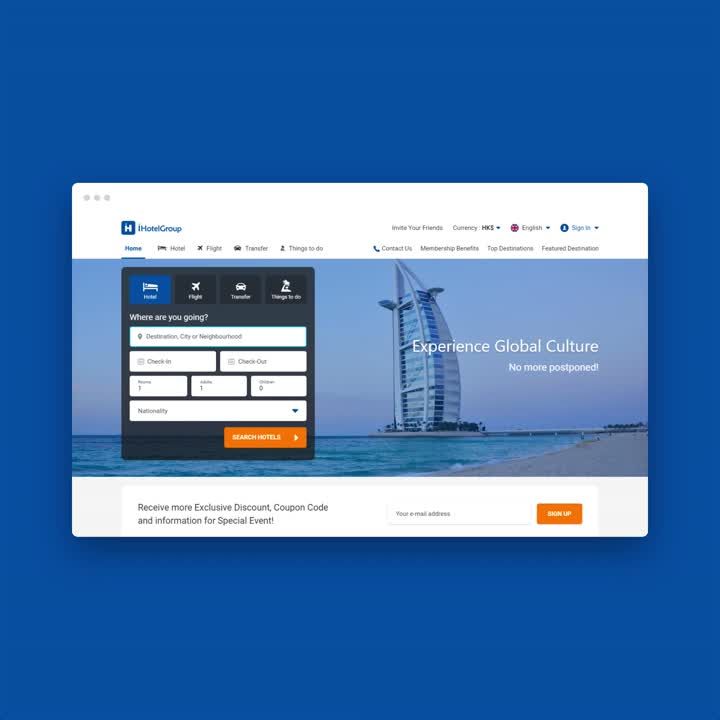 iHotelGroup
Invite Your Friends
Currency : HK$
English
Sign in
Home
Hotel
Flight
Transfer
Things to do
Contact Us
Membership Benefits
Top Destinations
Featured Destination
Hotel
Flight
Transfer
Things to do
Where are you going?
Destination, City or Neighbourhood
Check-In
Check-Out
Rooms
1
Adults
1
Children
0
Nationality
SEARCH HOTELS
Experience Global Culture
No more postponed!
Receive more Exclusive Discount, Coupon Code
and information for Special Event!
Your e-mail address
SIGN UP